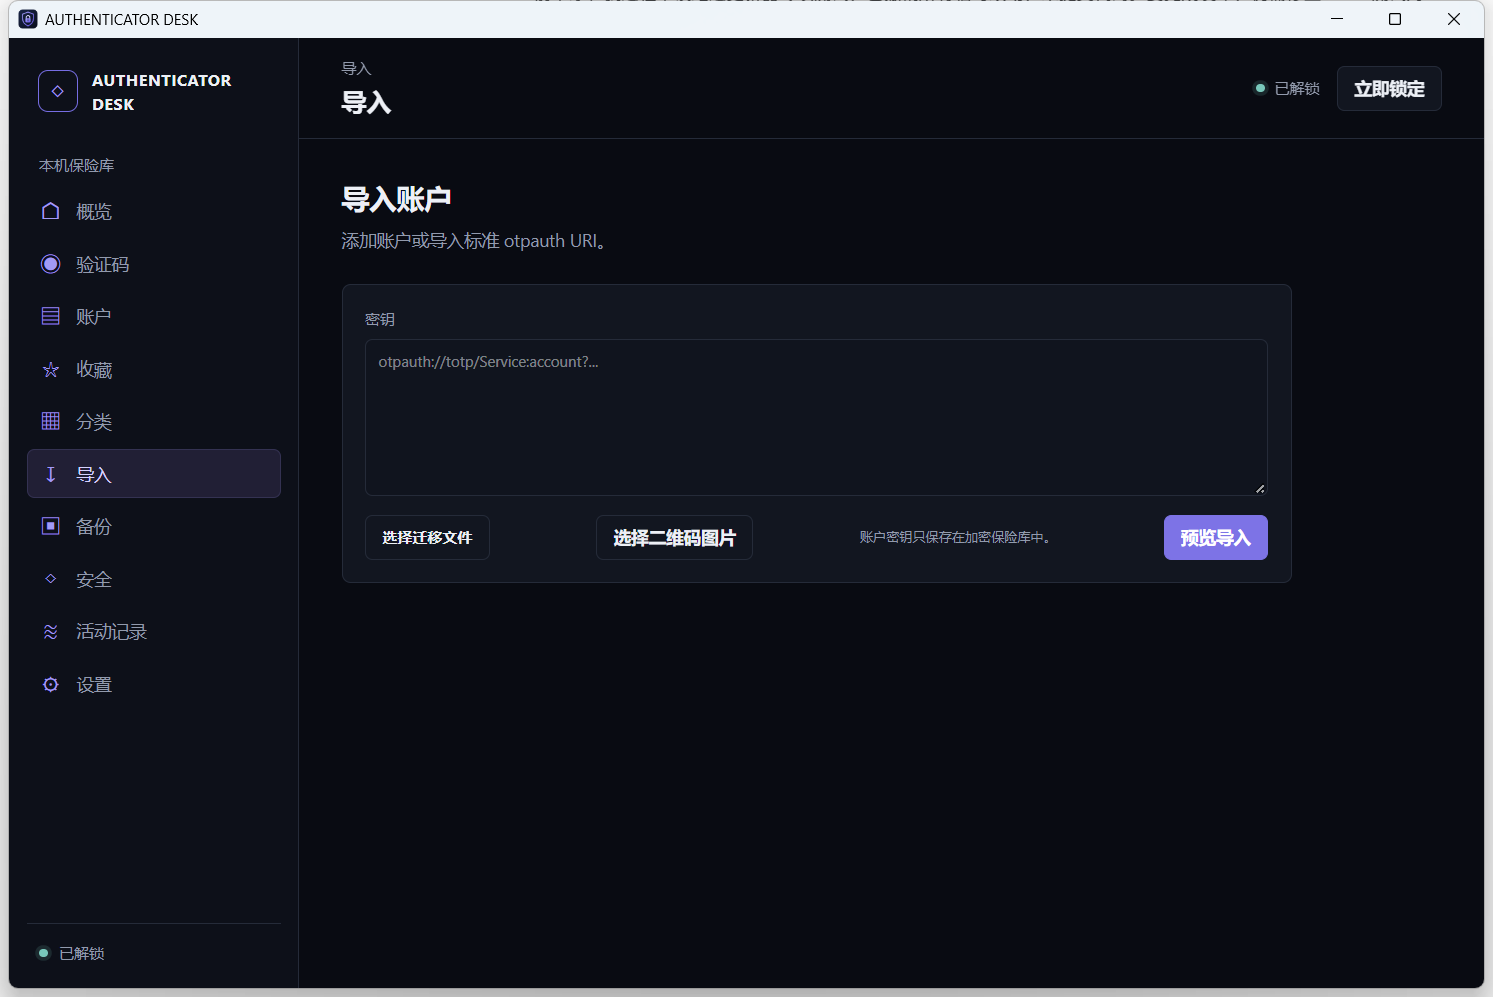 AUTHENTICATOR DESK
AUTHENTICATOR
DESK
本机保险库
概览
验证码
账户
收藏
分类
导入
备份
安全
活动记录
设置
已解锁
导入
导入
已解锁
立即锁定
导入账户
添加账户或导入标准 otpauth URI。
密钥
otpauth://totp/Service:account?...
选择迁移文件
选择二维码图片
账户密钥只保存在加密保险库中。
预览导入